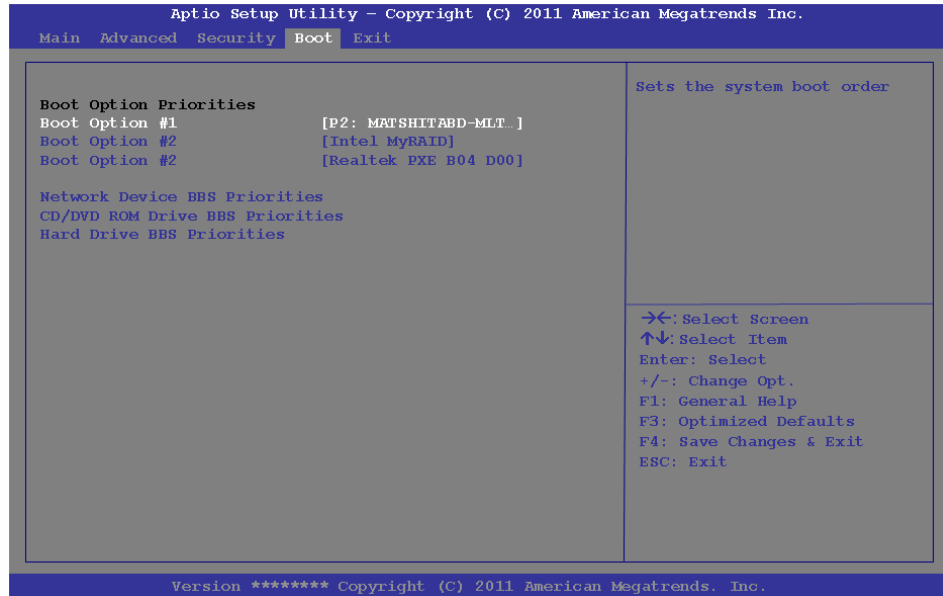 Aptio Setup Utility – Copyright (C) 2011 American Megatrends Inc.
Main Advanced Security Boot Exit
Boot Option Priorities
Boot Option #1 [P2: MATSHITABD-MLT…]
Boot Option #2 [Intel MyRAID]
Boot Option #2 [Realtek PXE B04 D00]
Network Device BBS Priorities
CD/DVD ROM Drive BBS Priorities
Hard Drive BBS Priorities
Sets the system boot order
→←: Select Screen
↑↓: Select Item
Enter: Select
+/-: Change Opt.
F1: General Help
F3: Optimized Defaults
F4: Save Changes & Exit
ESC: Exit
Version ******** Copyright (C) 2011 American Megatrends. Inc.